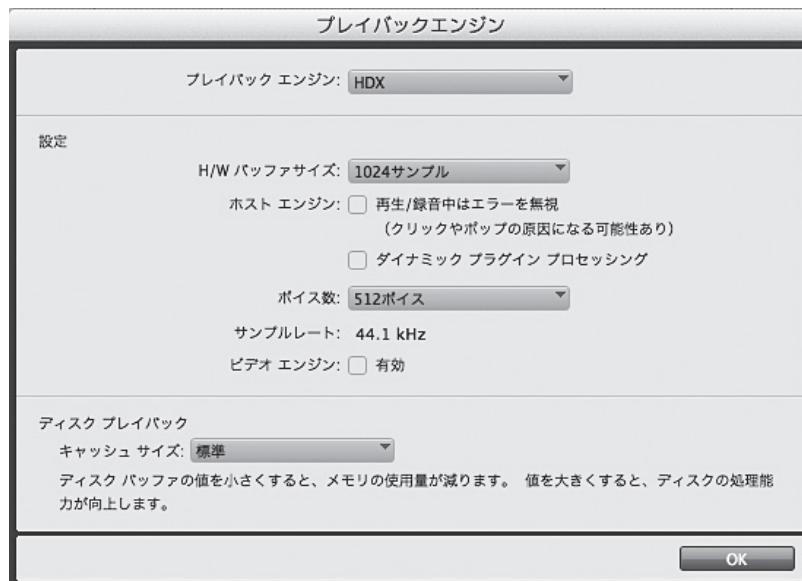 プレイバックエンジン
プレイバック エンジン: HDX
設定
H/W バッファサイズ: 1024サンプル
ホスト エンジン: 再生/録音中はエラーを無視
（クリックやポップの原因になる可能性あり）
ダイナミック プラグイン プロセッシング
ボイス数: 512ボイス
サンプルレート: 44.1 kHz
ビデオ エンジン: 有効
ディスク プレイバック
キャッシュ サイズ: 標準
ディスク バッファの値を小さくすると、メモリの使用量が減ります。 値を大きくすると、ディスクの処理能
力が向上します。
OK